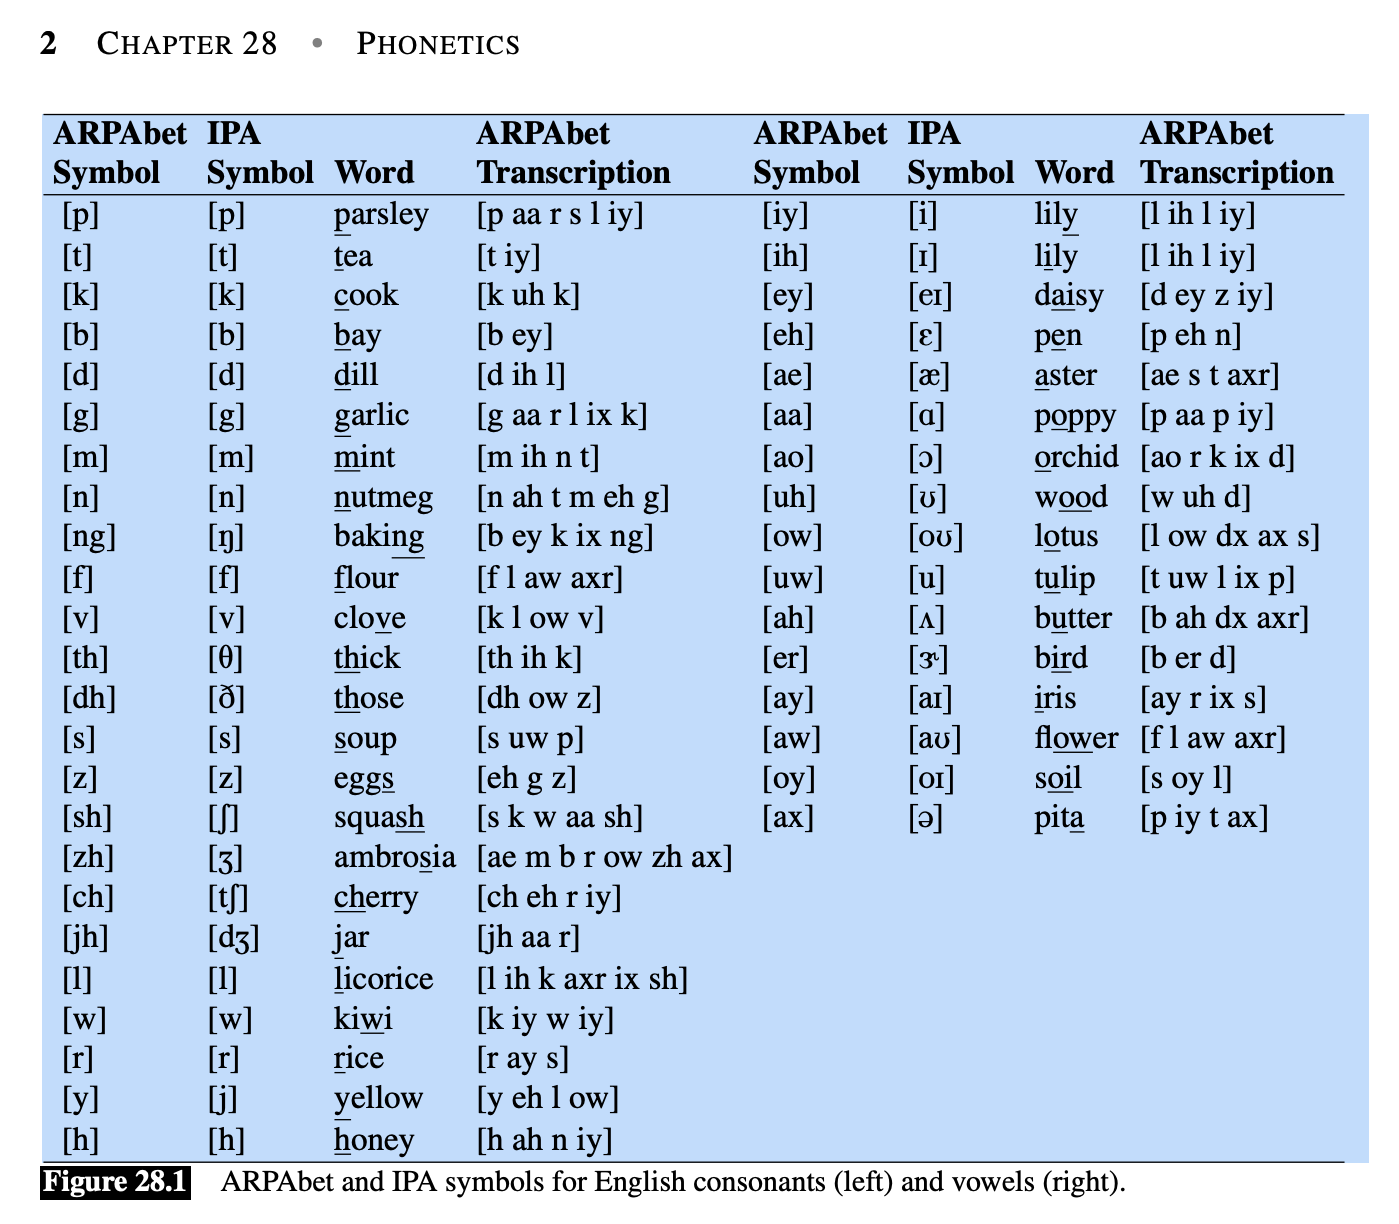 2 CHAPTER 28 • PHONETICS
ARPAbet IPA ARPAbet ARPAbet IPA ARPAbet
Symbol Symbol Word Transcription Symbol Symbol Word Transcription
[p] [p] parsley [p aa r s l iy] [iy] [i] lily [l ih l iy]
[t] [t] tea [t iy] [ih] [ɪ] lily [l ih l iy]
[k] [k] cook [k uh k] [ey] [eɪ] daisy [d ey z iy]
[b] [b] bay [b ey] [eh] [ɛ] pen [p eh n]
[d] [d] dill [d ih l] [ae] [æ] aster [ae s t axr]
[g] [g] garlic [g aa r l ix k] [aa] [ɑ] poppy [p aa p iy]
[m] [m] mint [m ih n t] [ao] [ɔ] orchid [ao r k ix d]
[n] [n] nutmeg [n ah t m eh g] [uh] [ʊ] wood [w uh d]
[ng] [ŋ] baking [b ey k ix ng] [ow] [oʊ] lotus [l ow dx ax s]
[f] [f] flour [f l aw axr] [uw] [u] tulip [t uw l ix p]
[v] [v] clove [k l ow v] [ah] [ʌ] butter [b ah dx axr]
[th] [θ] thick [th ih k] [er] [ɝ] bird [b er d]
[dh] [ð] those [dh ow z] [ay] [aɪ] iris [ay r ix s]
[s] [s] soup [s uw p] [aw] [aʊ] flower [f l aw axr]
[z] [z] eggs [eh g z] [oy] [oɪ] soil [s oy l]
[sh] [ʃ] squash [s k w aa sh] [ax] [ə] pita [p iy t ax]
[zh] [ʒ] ambrosia [ae m b r ow zh ax]
[ch] [tʃ] cherry [ch eh r iy]
[jh] [dʒ] jar [jh aa r]
[l] [l] licorice [l ih k axr ix sh]
[w] [w] kiwi [k iy w iy]
[r] [r] rice [r ay s]
[y] [j] yellow [y eh l ow]
[h] [h] honey [h ah n iy]
Figure 28.1 ARPAbet and IPA symbols for English consonants (left) and vowels (right).